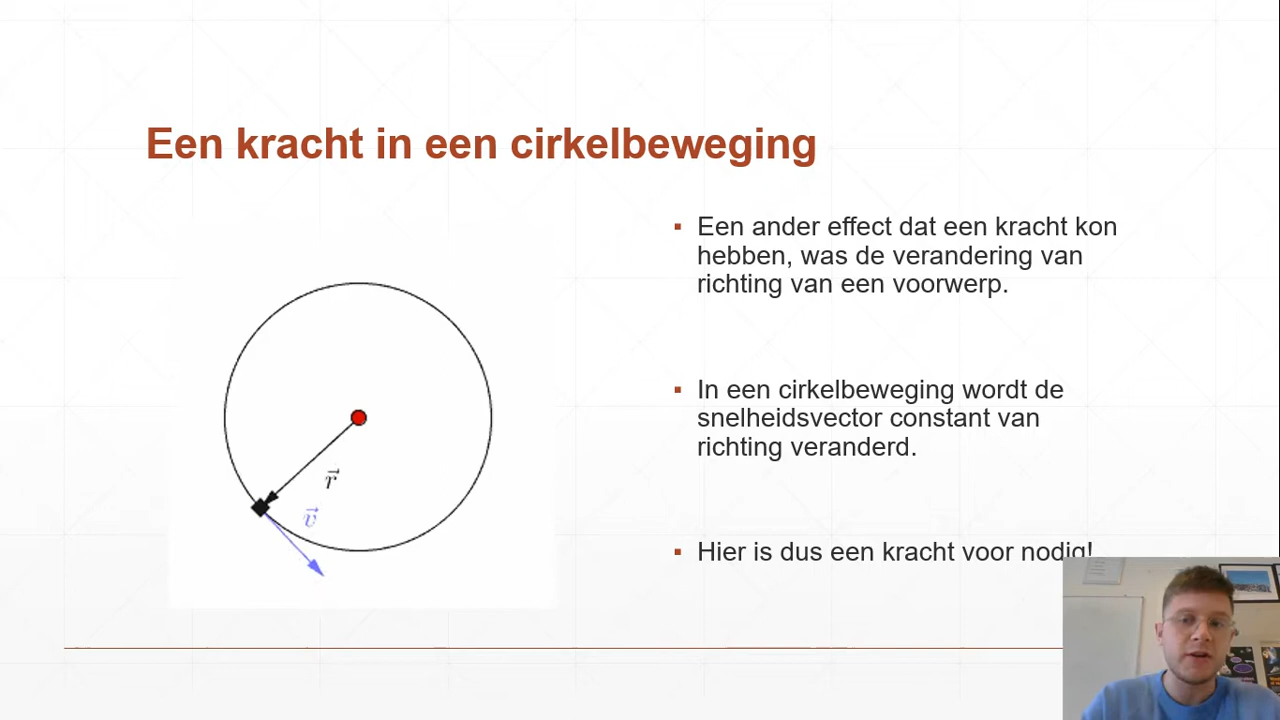 Een kracht in een cirkelbeweging
▪ Een ander effect dat een kracht kon
hebben, was de verandering van
richting van een voorwerp.
▪ In een cirkelbeweging wordt de
snelheidsvector constant van
richting veranderd.
▪ Hier is dus een kracht voor nodig!
r⃗
v⃗